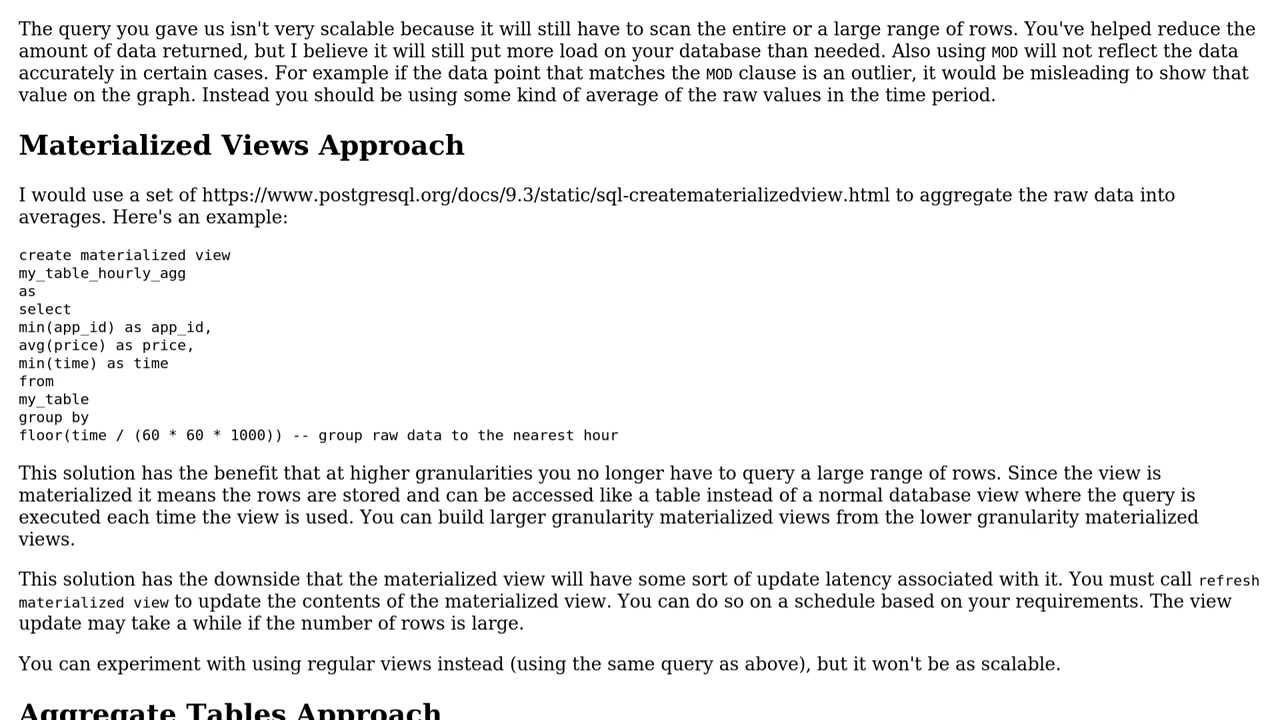 The query you gave us isn't very scalable because it will still have to scan the entire or a large range of rows. You've helped reduce the
amount of data returned, but I believe it will still put more load on your database than needed. Also using MOD will not reflect the data
accurately in certain cases. For example if the data point that matches the MOD clause is an outlier, it would be misleading to show that
value on the graph. Instead you should be using some kind of average of the raw values in the time period.
Materialized Views Approach
I would use a set of https://www.postgresql.org/docs/9.3/static/sql-creatematerializedview.html to aggregate the raw data into
averages. Here's an example:
create materialized view
my_table_hourly_agg
as
select
min(app_id) as app_id,
avg(price) as price,
min(time) as time
from
my_table
group by
floor(time / (60 * 60 * 1000)) -- group raw data to the nearest hour
This solution has the benefit that at higher granularities you no longer have to query a large range of rows. Since the view is
materialized it means the rows are stored and can be accessed like a table instead of a normal database view where the query is
executed each time the view is used. You can build larger granularity materialized views from the lower granularity materialized
views.
This solution has the downside that the materialized view will have some sort of update latency associated with it. You must call refresh
materialized view to update the contents of the materialized view. You can do so on a schedule based on your requirements. The view
update may take a while if the number of rows is large.
You can experiment with using regular views instead (using the same query as above), but it won't be as scalable.
Aggregate Tables Approach